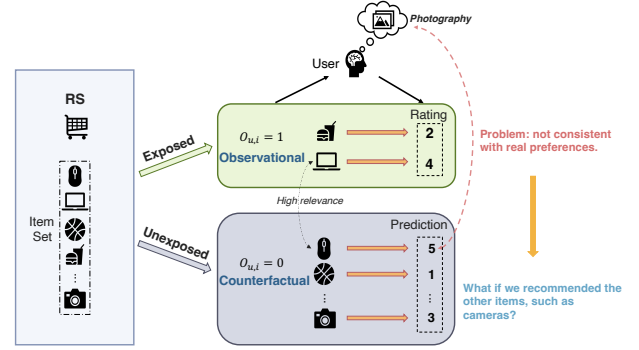 Photography
User
RS
Item
Set
⋮
Exposed
Unexposed
O_{u,i} = 1
Observational
Rating
2
4
High relevance
O_{u,i} = 0
Counterfactual
Prediction
5
1
⋮
⋮
3
Problem: not consistent
with real preferences.
What if we recommended the
other items, such as
cameras?